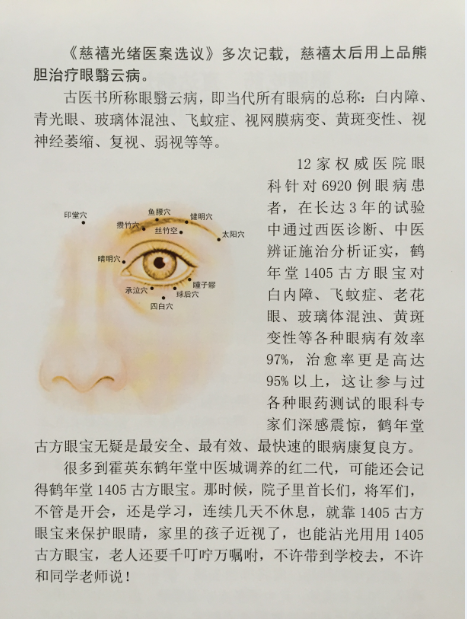 《慈禧光绪医案选议》多次记载，慈禧太后用上品熊
胆治疗眼翳云病。
古医书所称眼翳云病，即当代所有眼病的总称：白内障、
青光眼、玻璃体混浊、飞蚊症、视网膜病变、黄斑变性、视
神经萎缩、复视、弱视等等。
12家权威医院眼
科针对6920例眼病患
者，在长达3年的试验
中通过西医诊断、中医
辨证施治分析证实，鹤
年堂1405古方眼宝对
白内障、飞蚊症、老花
眼、玻璃体混浊、黄斑
变性等各种眼病有效率
97%，治愈率更是高达
95%以上，这让参与过
各种眼药测试的眼科专
家们深感震惊，鹤年堂
古方眼宝无疑是最安全、最有效、最快速的眼病康复良方。
印堂穴
鱼腰穴
攒竹穴
丝竹空
健明穴
太阳穴
睛明穴
承泣穴
球后穴
瞳子髎
四白穴
很多到霍英东鹤年堂中医城调养的红二代，可能还会记
得鹤年堂1405古方眼宝。那时候，院子里首长们，将军们，
不管是开会，还是学习，连续几天不休息，就靠1405古方
眼宝来保护眼睛，家里的孩子近视了，也能沾光用用1405
古方眼宝，老人还要千叮咛万嘱咐，不许带到学校去，不许
和同学老师说！